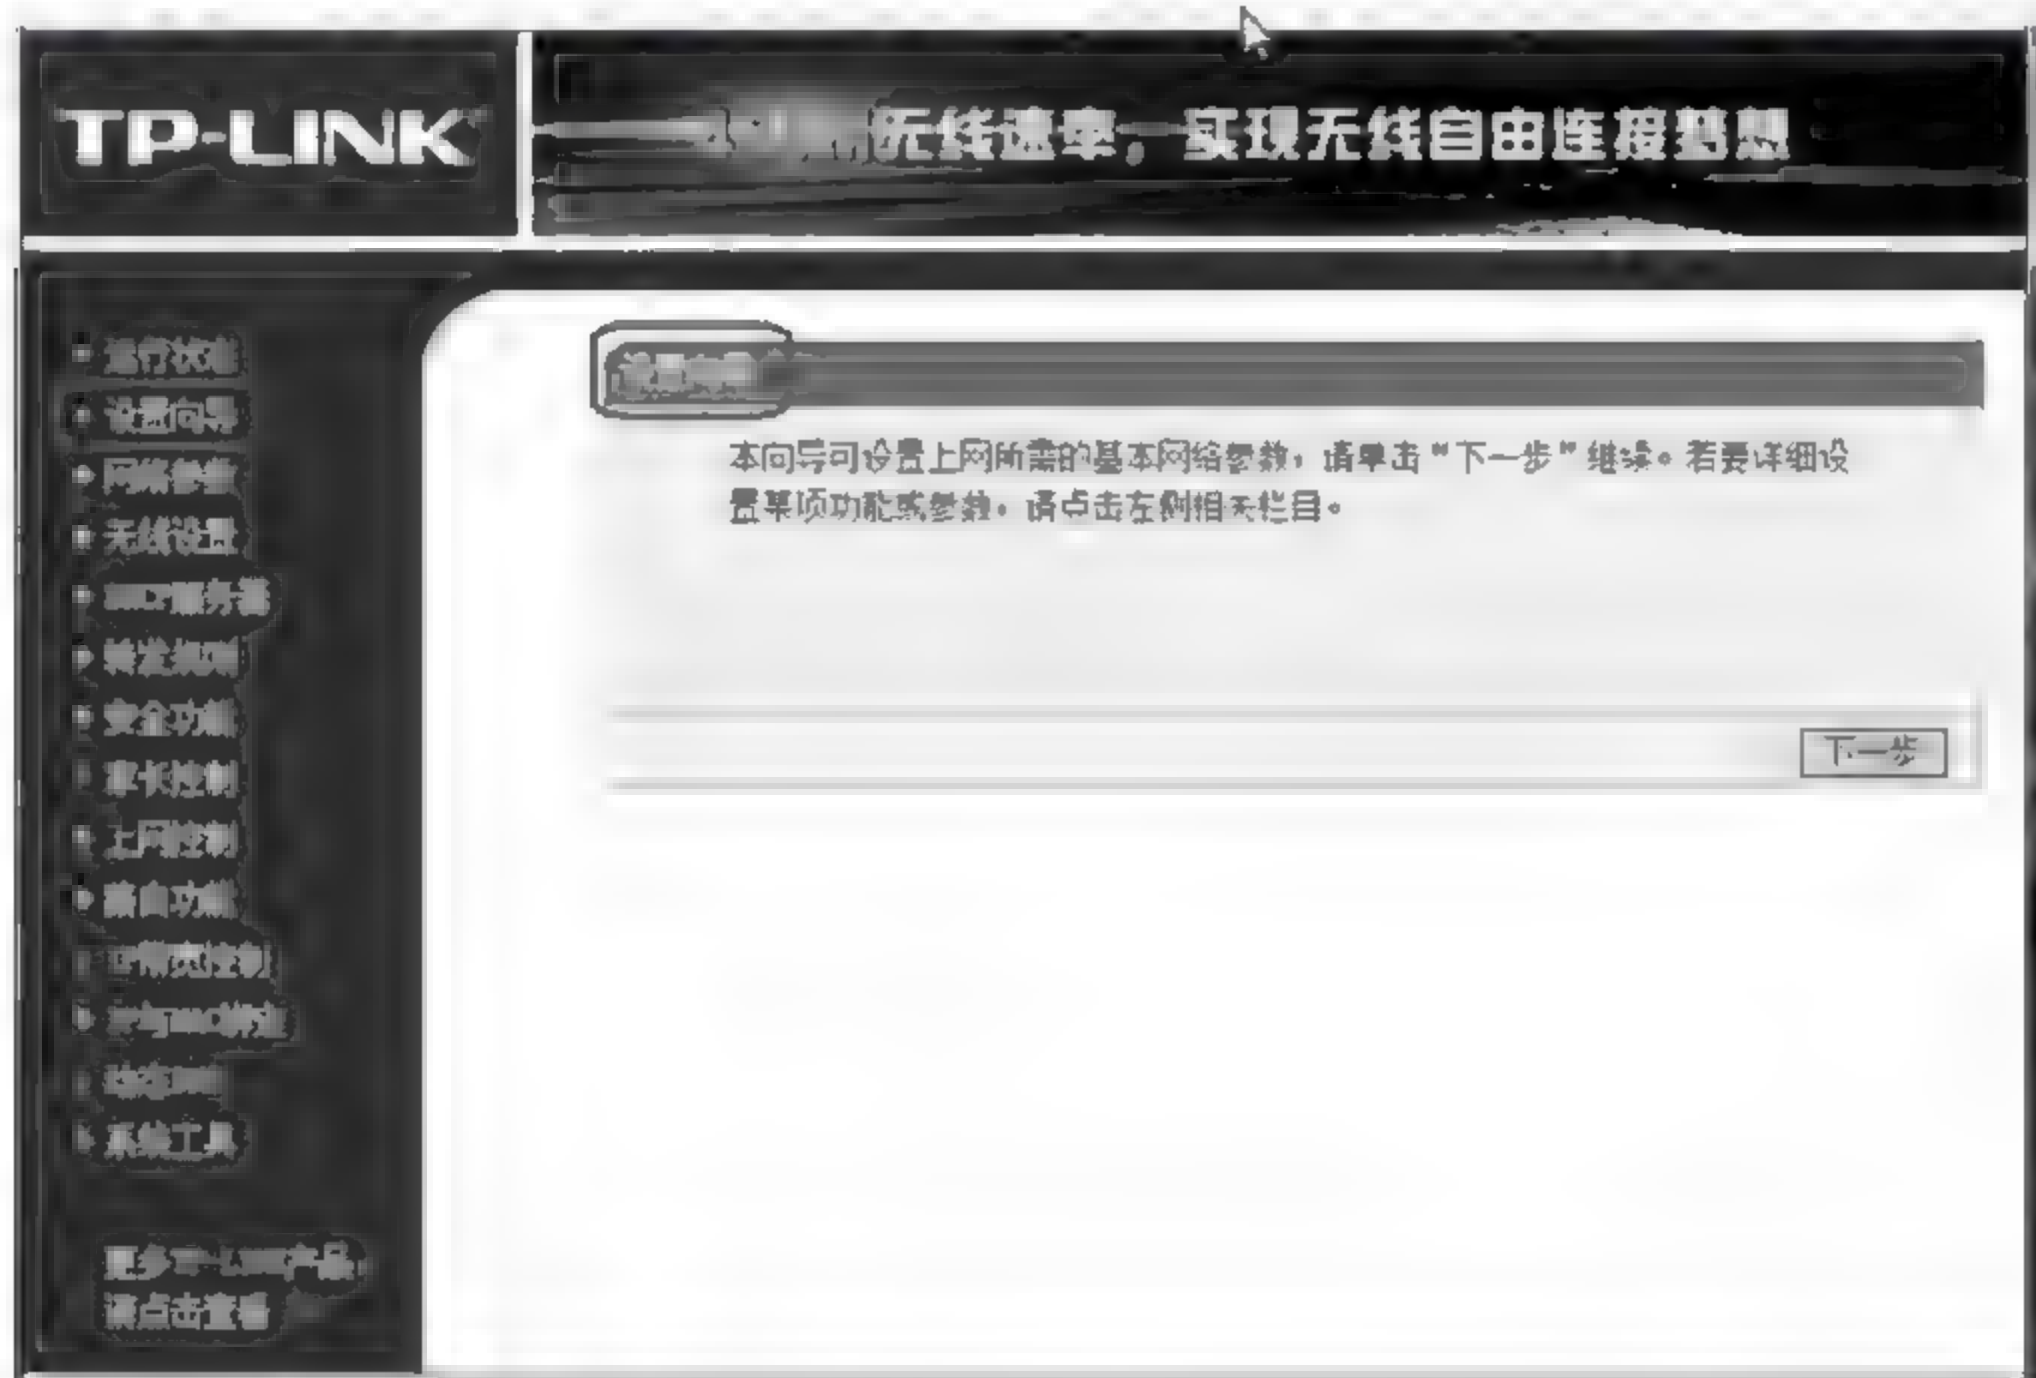 TP-LINK
无线速率，实现无线自由连接梦想
运行状态
设置向导
网络参数
无线设置
DHCP服务器
转发规则
安全功能
家长控制
上网控制
路由功能
IP带宽控制
IP与MAC绑定
动态DNS
系统工具
更多TP-LINK产品
请点击查看
设置向导
本向导可设置上网所需的基本网络参数，请单击“下一步”继续。若要详细设
置某项功能或参数，请点击左侧相关栏目。
下一步